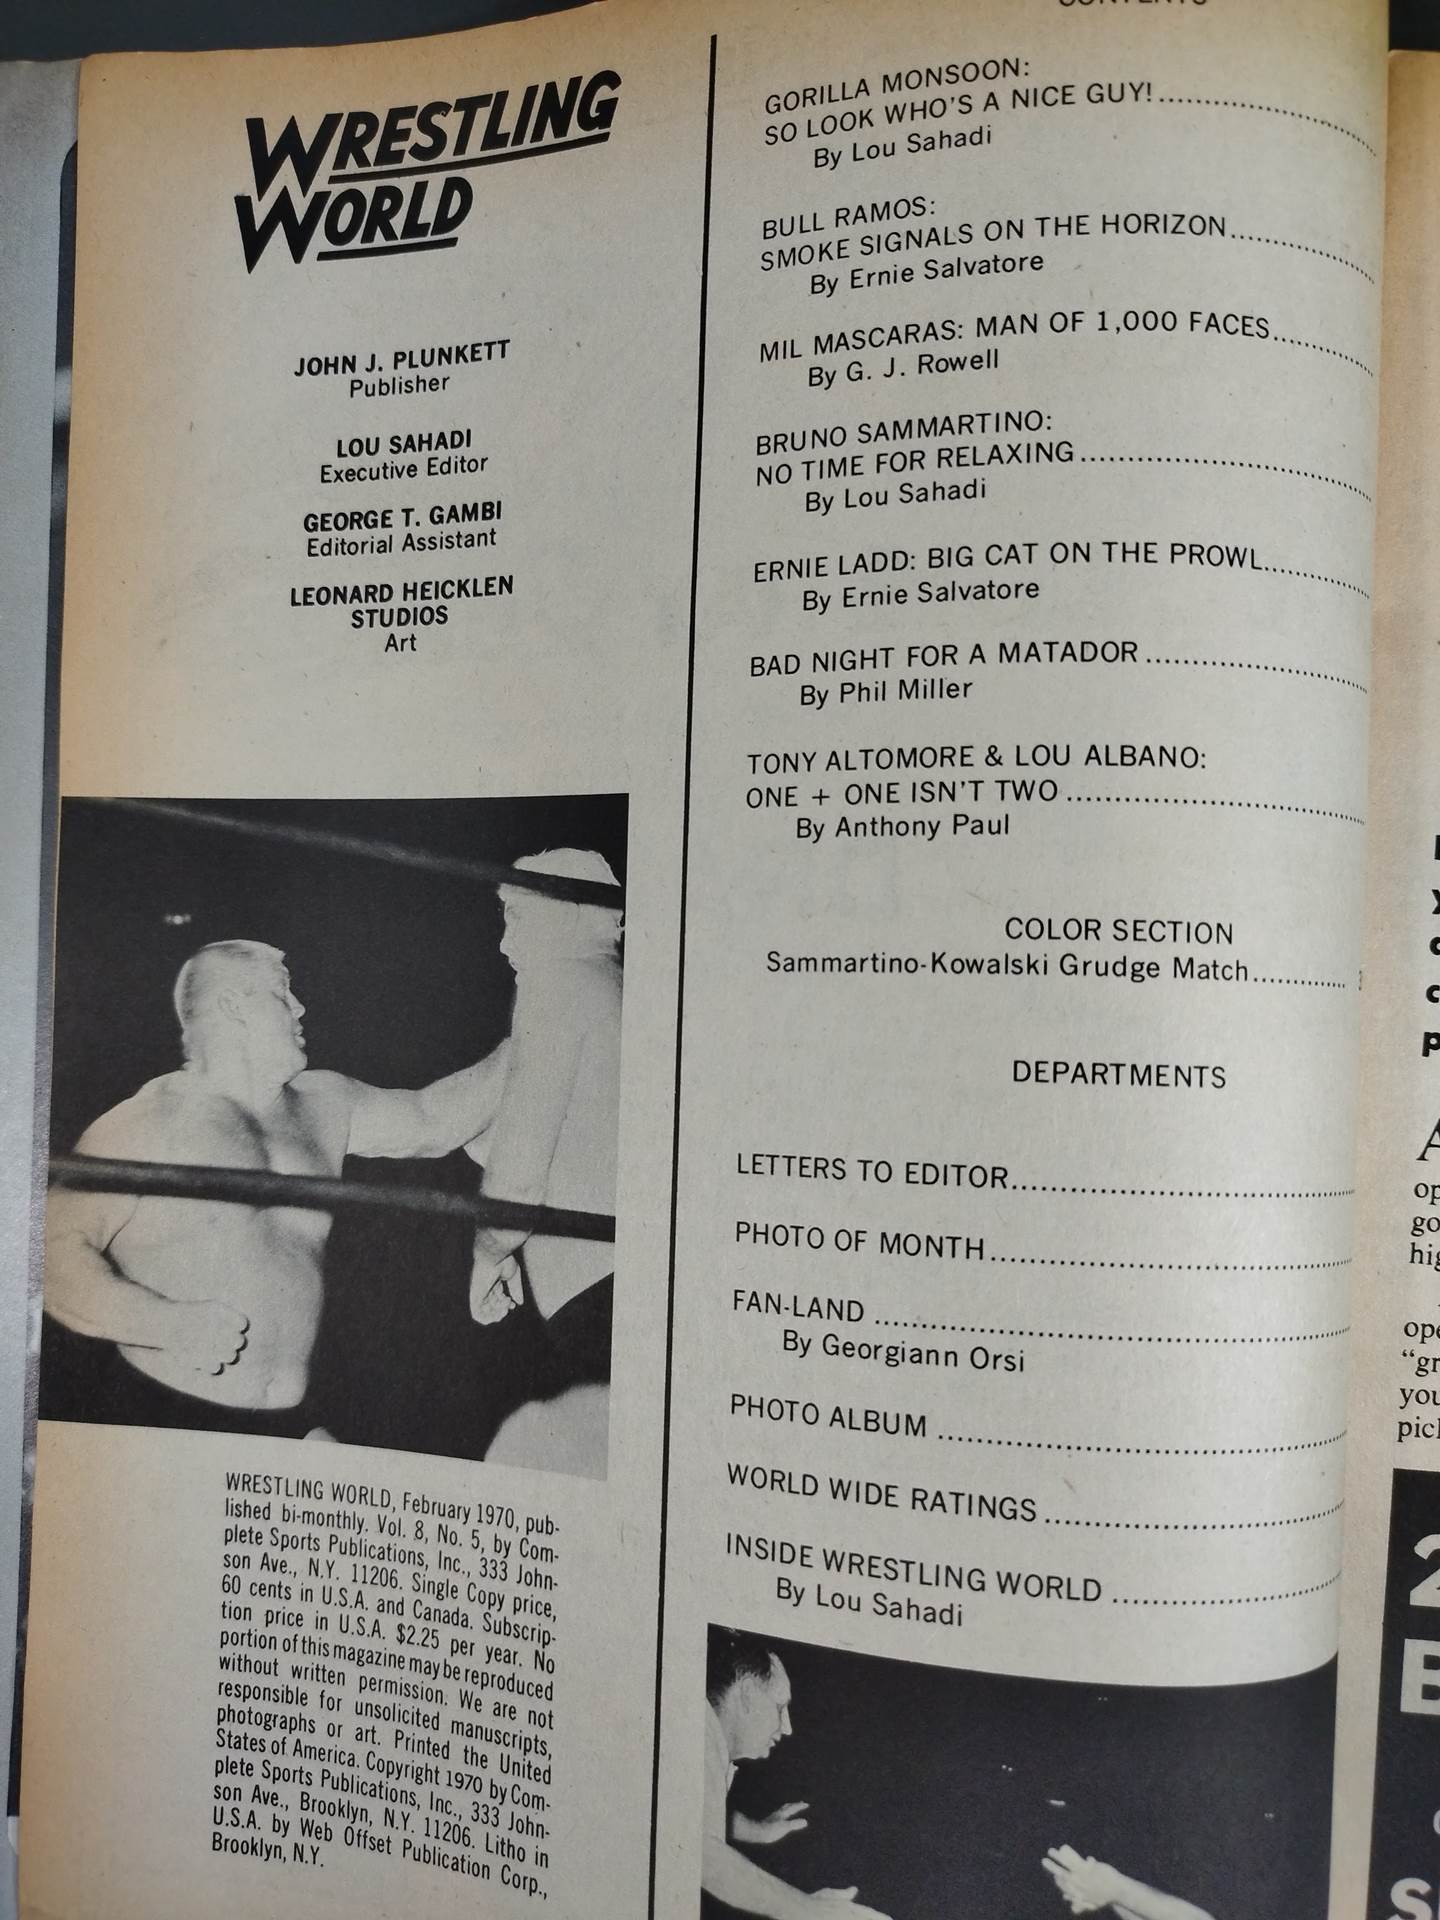 CONTENTS
WRESTLING
WORLD
JOHN J. PLUNKETT
Publisher
LOU SAHADI
Executive Editor
GEORGE T. GAMBI
Editorial Assistant
LEONARD HEICKLEN
STUDIOS
Art
WRESTLING WORLD, February 1970, pub-
lished bi-monthly. Vol. 8, No. 5, by Com-
plete Sports Publications, Inc., 333 John-
son Ave., N.Y. 11206. Single Copy price,
60 cents in U.S.A. and Canada. Subscrip-
tion price in U.S.A. $2.25 per year. No
portion of this magazine may be reproduced
without written permission. We are not
responsible for unsolicited manuscripts,
photographs or art. Printed the United
States of America. Copyright 1970 by Com-
plete Sports Publications, Inc., 333 John-
son Ave., Brooklyn, N.Y. 11206. Litho in
U.S.A. by Web Offset Publication Corp.,
Brooklyn, N.Y.
GORILLA MONSOON:
SO LOOK WHO'S A NICE GUY!
By Lou Sahadi
BULL RAMOS:
SMOKE SIGNALS ON THE HORIZON
By Ernie Salvatore
MIL MASCARAS: MAN OF 1,000 FACES
By G. J. Rowell
BRUNO SAMMARTINO:
NO TIME FOR RELAXING
By Lou Sahadi
ERNIE LADD: BIG CAT ON THE PROWL
By Ernie Salvatore
BAD NIGHT FOR A MATADOR
By Phil Miller
TONY ALTOMORE & LOU ALBANO:
ONE + ONE ISN'T TWO
By Anthony Paul
COLOR SECTION
Sammartino-Kowalski Grudge Match
DEPARTMENTS
LETTERS TO EDITOR
PHOTO OF MONTH
FAN-LAND
By Georgiann Orsi
PHOTO ALBUM
WORLD WIDE RATINGS
INSIDE WRESTLING WORLD
By Lou Sahadi